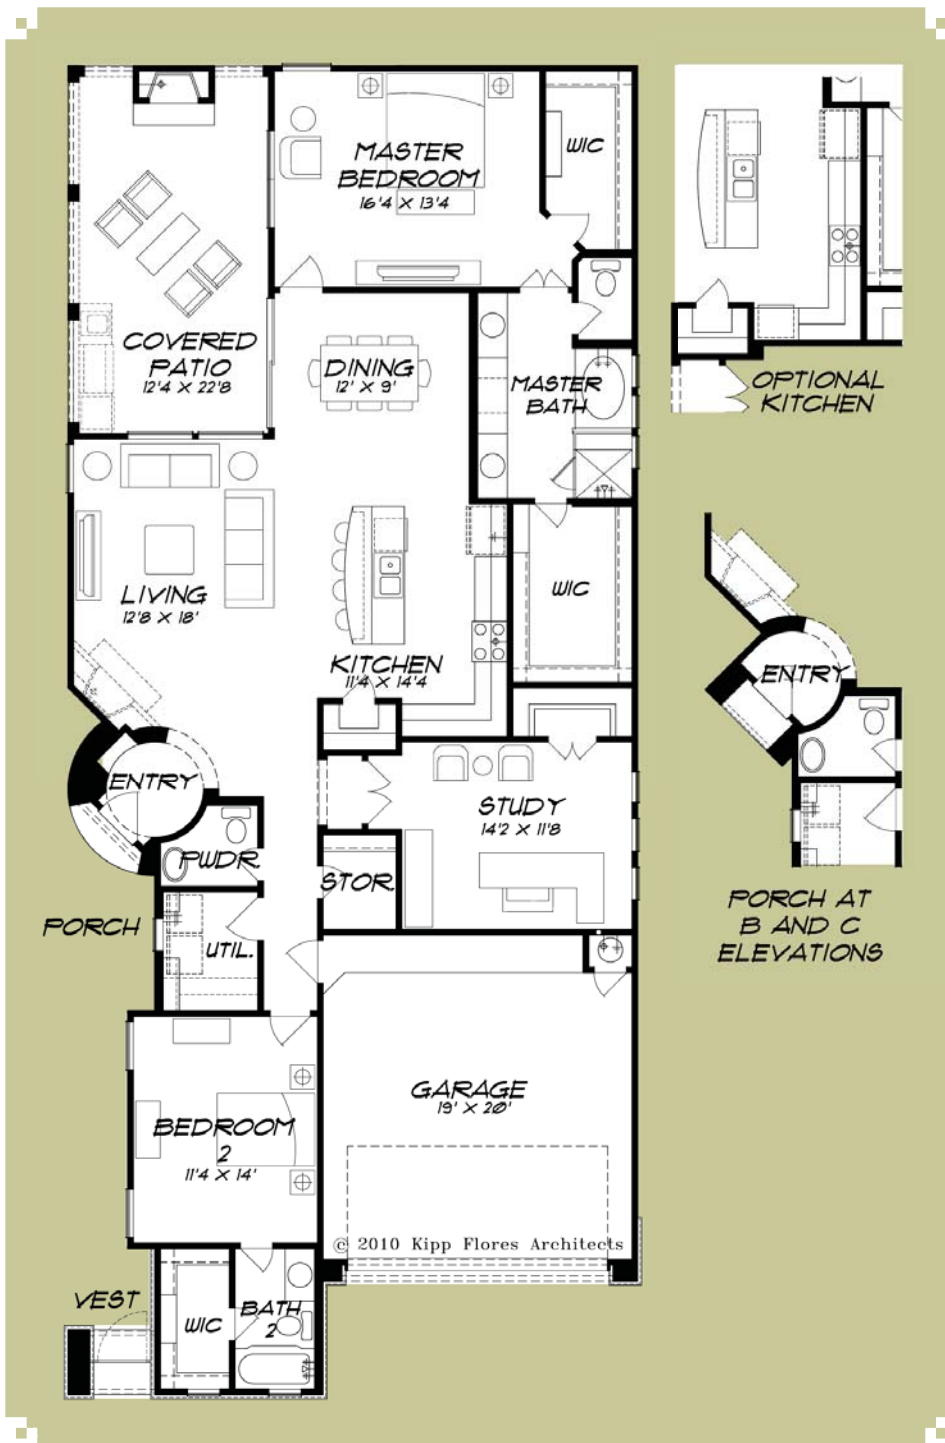 MASTER
BEDROOM
16'4 X 13'4
WIC
COVERED
PATIO
12'4 X 22'8
DINING
12' X 9'
MASTER
BATH
OPTIONAL
KITCHEN
LIVING
12'8 X 18'
WIC
KITCHEN
11'4 X 14'4
ENTRY
ENTRY
STUDY
14'2 X 11'8
PWDR.
STOR.
PORCH
UTIL.
PORCH AT
B AND C
ELEVATIONS
GARAGE
19' X 20'
BEDROOM
2
11'4 X 14'
© 2010 Kipp Flores Architects
VEST
WIC
BATH
2